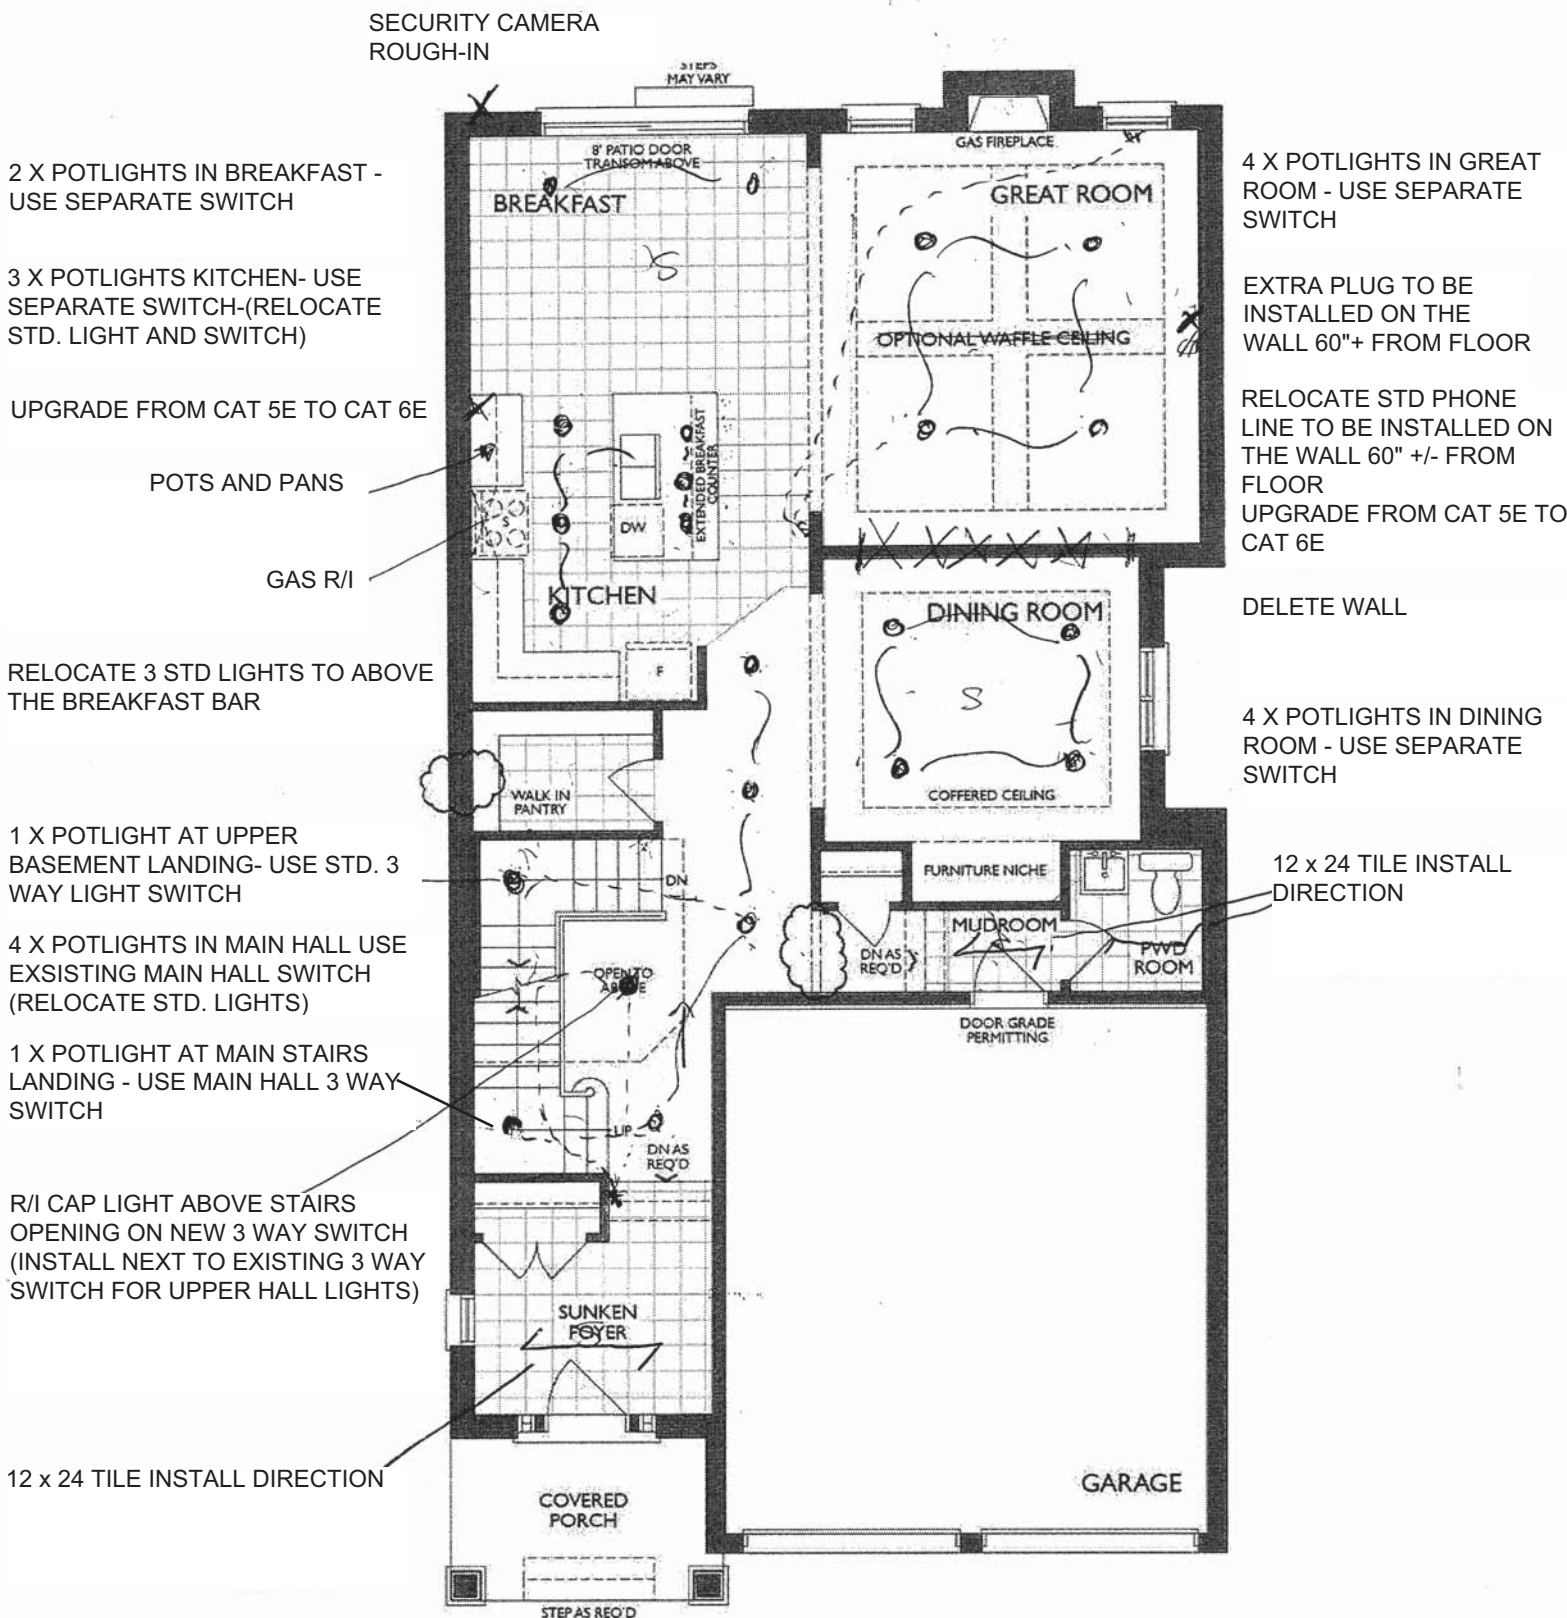 SECURITY CAMERA
ROUGH-IN
STEPS
MAY VARY
2 X POTLIGHTS IN BREAKFAST -
USE SEPARATE SWITCH
3 X POTLIGHTS KITCHEN- USE
SEPARATE SWITCH-(RELOCATE
STD. LIGHT AND SWITCH)
UPGRADE FROM CAT 5E TO CAT 6E
POTS AND PANS
GAS R/I
RELOCATE 3 STD LIGHTS TO ABOVE
THE BREAKFAST BAR
1 X POTLIGHT AT UPPER
BASEMENT LANDING- USE STD. 3
WAY LIGHT SWITCH
4 X POTLIGHTS IN MAIN HALL USE
EXSISTING MAIN HALL SWITCH
(RELOCATE STD. LIGHTS)
1 X POTLIGHT AT MAIN STAIRS
LANDING - USE MAIN HALL 3 WAY
SWITCH
R/I CAP LIGHT ABOVE STAIRS
OPENING ON NEW 3 WAY SWITCH
(INSTALL NEXT TO EXISTING 3 WAY
SWITCH FOR UPPER HALL LIGHTS)
12 x 24 TILE INSTALL DIRECTION
8' PATIO DOOR
TRANSOM ABOVE
BREAKFAST
S
GAS FIREPLACE
GREAT ROOM
OPTIONAL WAFFLE CEILING
EXTENDED BREAKFAST
COUNTER
DW
S
KITCHEN
F
DINING ROOM
S
COFFERED CEILING
WALK IN
PANTRY
DN
OPEN TO
ABOVE
FURNITURE NICHE
MUDROOM
DN AS
REQ'D
PWD
ROOM
DOOR GRADE
PERMITTING
UP
DN AS
REQ'D
SUNKEN
FOYER
GARAGE
COVERED
PORCH
STEP AS REQ'D
4 X POTLIGHTS IN GREAT
ROOM - USE SEPARATE
SWITCH
EXTRA PLUG TO BE
INSTALLED ON THE
WALL 60"+ FROM FLOOR
RELOCATE STD PHONE
LINE TO BE INSTALLED ON
THE WALL 60" +/- FROM
FLOOR
UPGRADE FROM CAT 5E TO
CAT 6E
DELETE WALL
4 X POTLIGHTS IN DINING
ROOM - USE SEPARATE
SWITCH
12 x 24 TILE INSTALL
DIRECTION